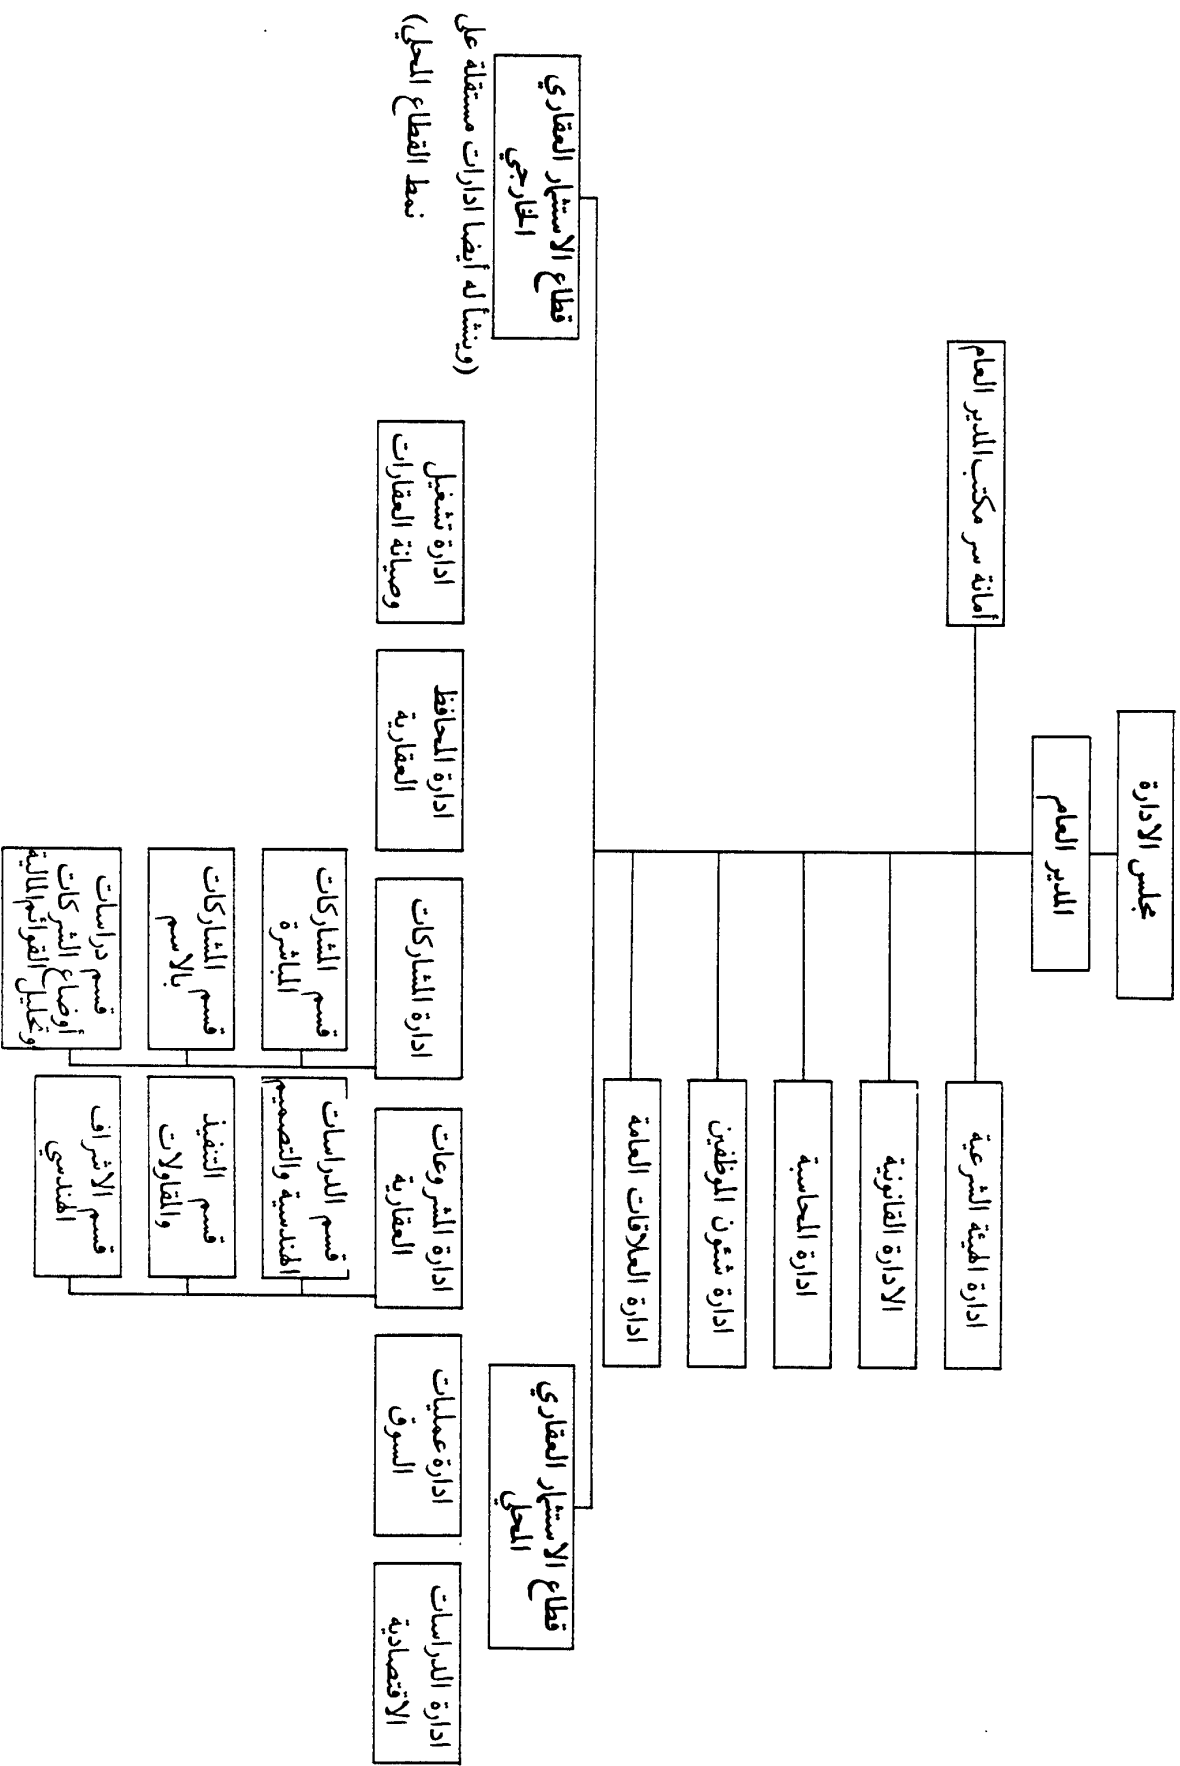 مجلس الادارة
المدير العام
أمانة سر مكتب المدير العام
ادارة الهيئة الشرعية
الادارة القانونية
ادارة المحاسبة
ادارة شئون الموظفين
ادارة العلاقات العامة
قطاع الاستثمار العقاري
المحلي
قطاع الاستثمار العقاري
الخارجي
(وينشأ له أيضا ادارات مستقلة على
نمط القطاع المحلي)
ادارة الدراسات
الاقتصادية
ادارة عمليات
السوق
ادارة المشروعات
العقارية
ادارة المشاركات
ادارة المحافظ
العقارية
ادارة تشغيل
وصيانة العقارات
قسم الدراسات
الهندسية والتصميم
قسم التنفيذ
والمقاولات
قسم الاشراف
الهندسي
قسم المشاركات
المباشرة
قسم المشاركات
بالاسم
قسم دراسات
أوضاع الشركات
وتحليل القوائم المالية